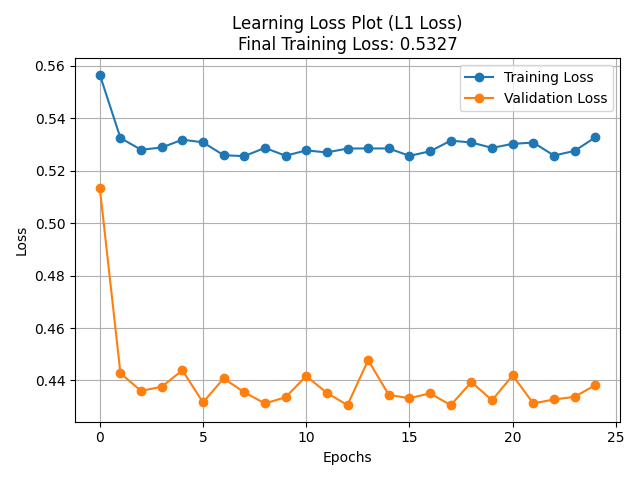 Learning Loss Plot (L1 Loss)
Final Training Loss: 0.5327
Training Loss
Validation Loss
0.56
0.54
0.52
0.50
0.48
0.46
0.44
Loss
0
5
10
15
20
25
Epochs